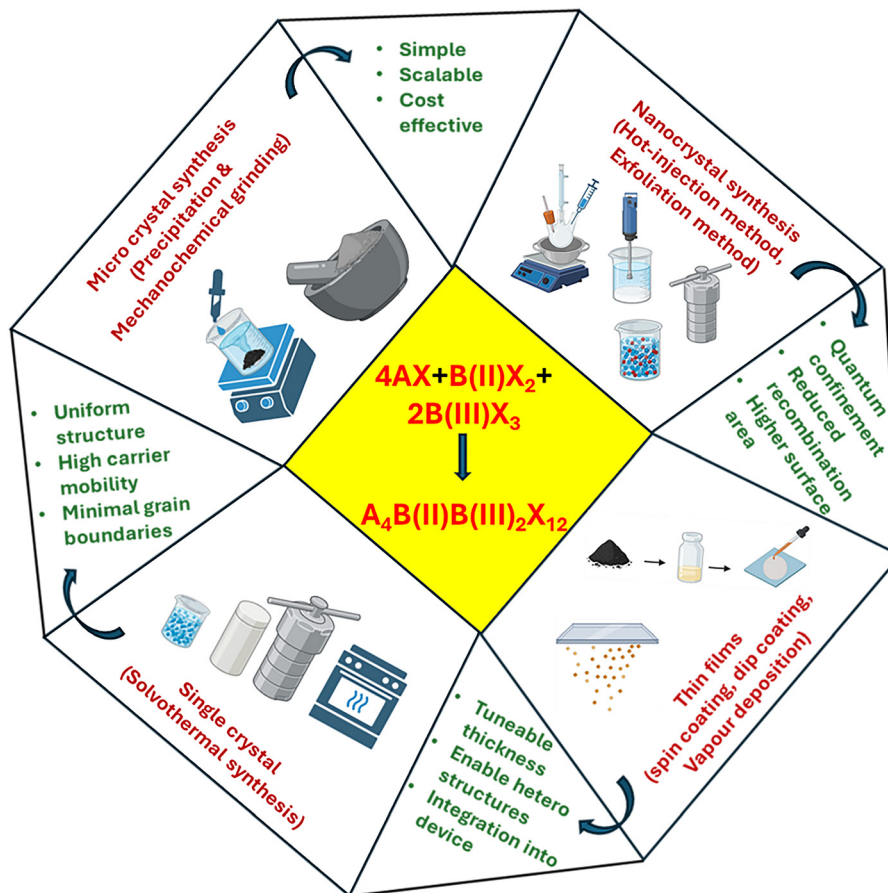 • Simple
• Scalable
• Cost
effective
Micro crystal synthesis
(Precipitation &
Mechanochemical grinding)
Nanocrystal synthesis
(Hot-injection method,
Exfoliation method)
• Quantum
confinement
• Reduced
recombination
• Higher surface
area
4AX+B(II)X₂+
2B(III)X₃
A₄B(II)B(III)₂X₁₂
• Uniform
structure
• High carrier
mobility
• Minimal grain
boundaries
Single crystal
(Solvothermal synthesis)
• Tuneable
thickness
• Enable hetero
structures
• Integration into
device
Thin films
(spin coating, dip coating,
Vapour deposition)